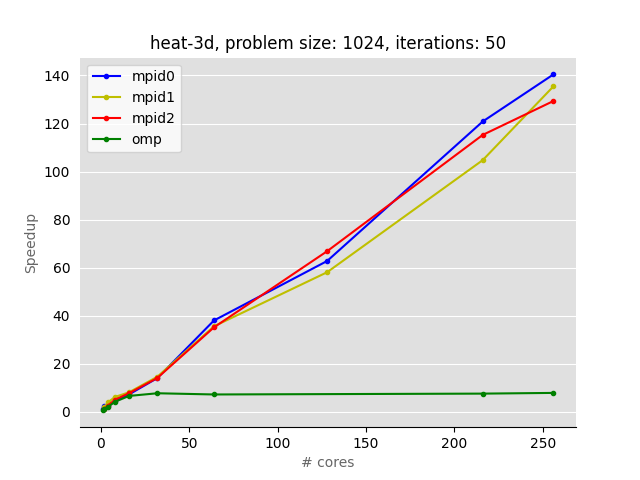 heat-3d, problem size: 1024, iterations: 50
mpid0
mpid1
mpid2
omp
Speedup
140
120
100
80
60
40
20
0
0 50 100 150 200 250
# cores